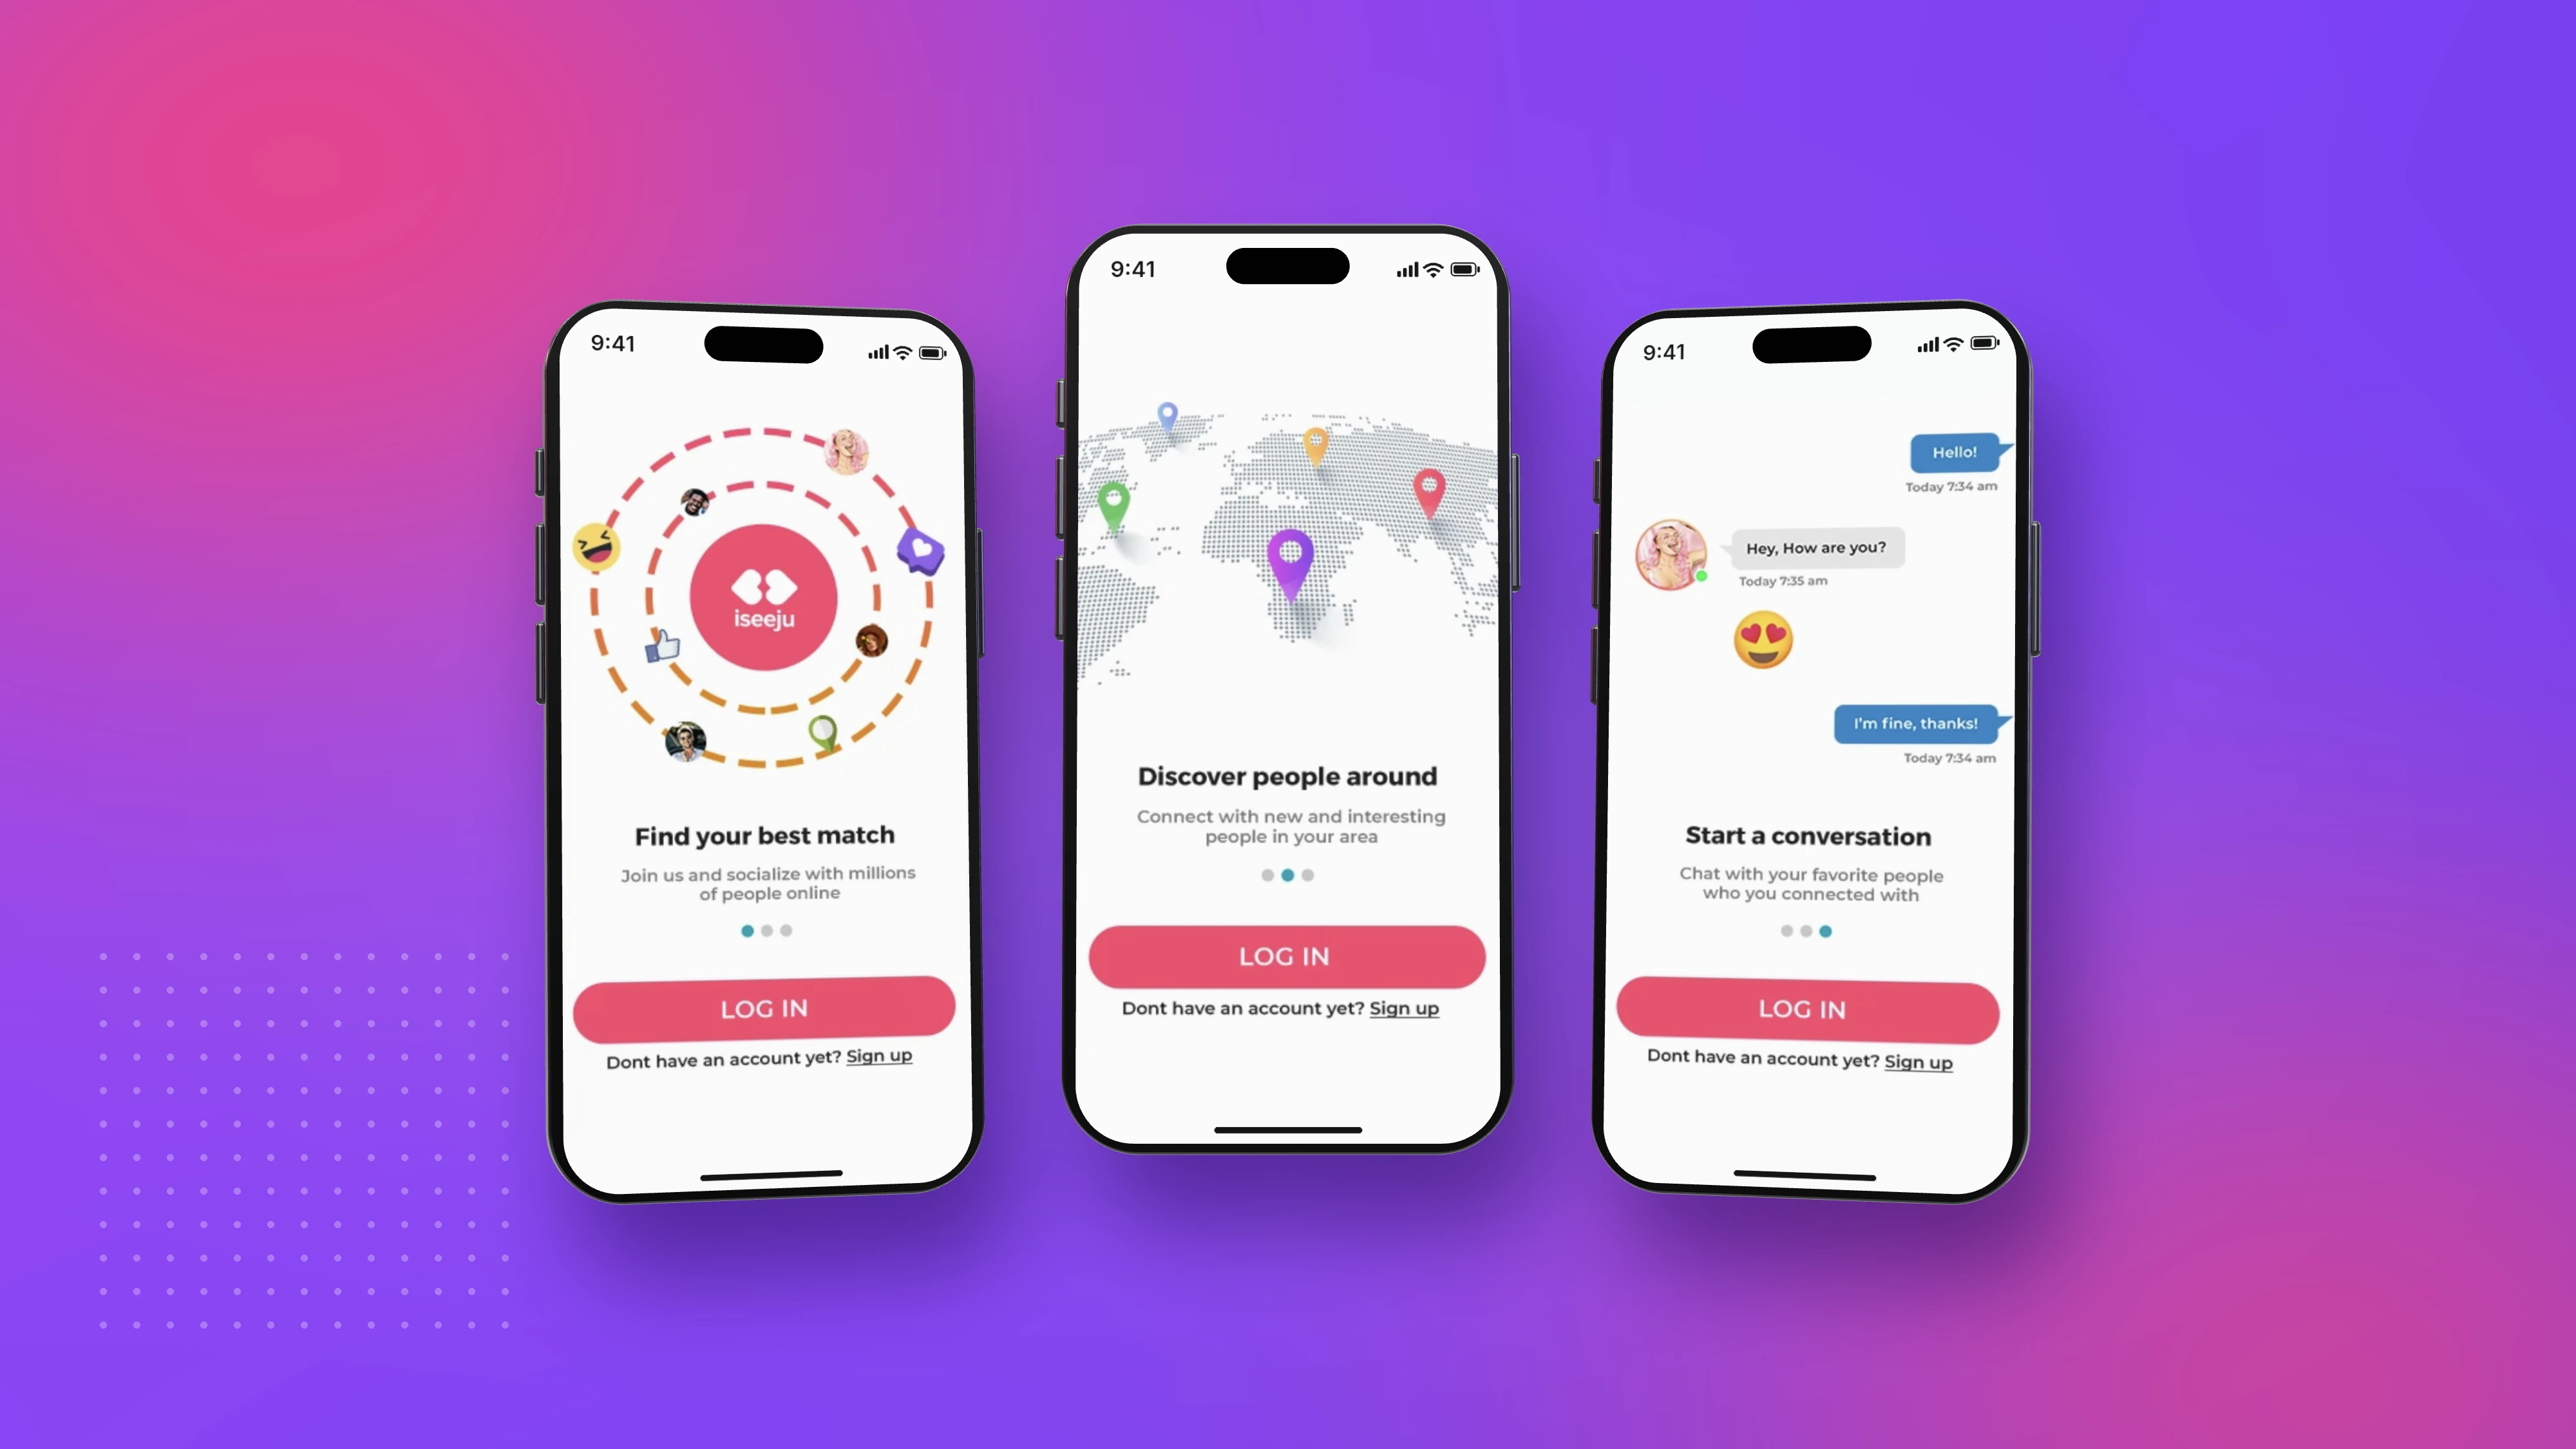 9:41
iseeju
Find your best match
Join us and socialize with millions
of people online
LOG IN
Dont have an account yet? Sign up
9:41
Discover people around
Connect with new and interesting
people in your area
LOG IN
Dont have an account yet? Sign up
9:41
Hello!
Today 7:34 am
Hey, How are you?
Today 7:35 am
I'm fine, thanks!
Today 7:34 am
Start a conversation
Chat with your favorite people
who you connected with
LOG IN
Dont have an account yet? Sign up